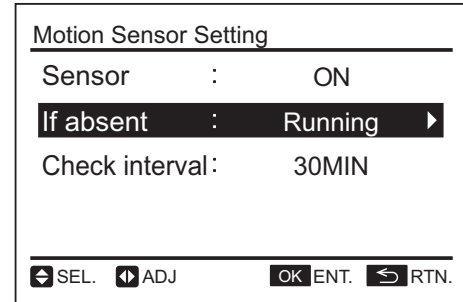 Motion Sensor Setting
Sensor : ON
If absent : Running
Check interval : 30MIN
SEL. ADJ OK ENT. RTN.